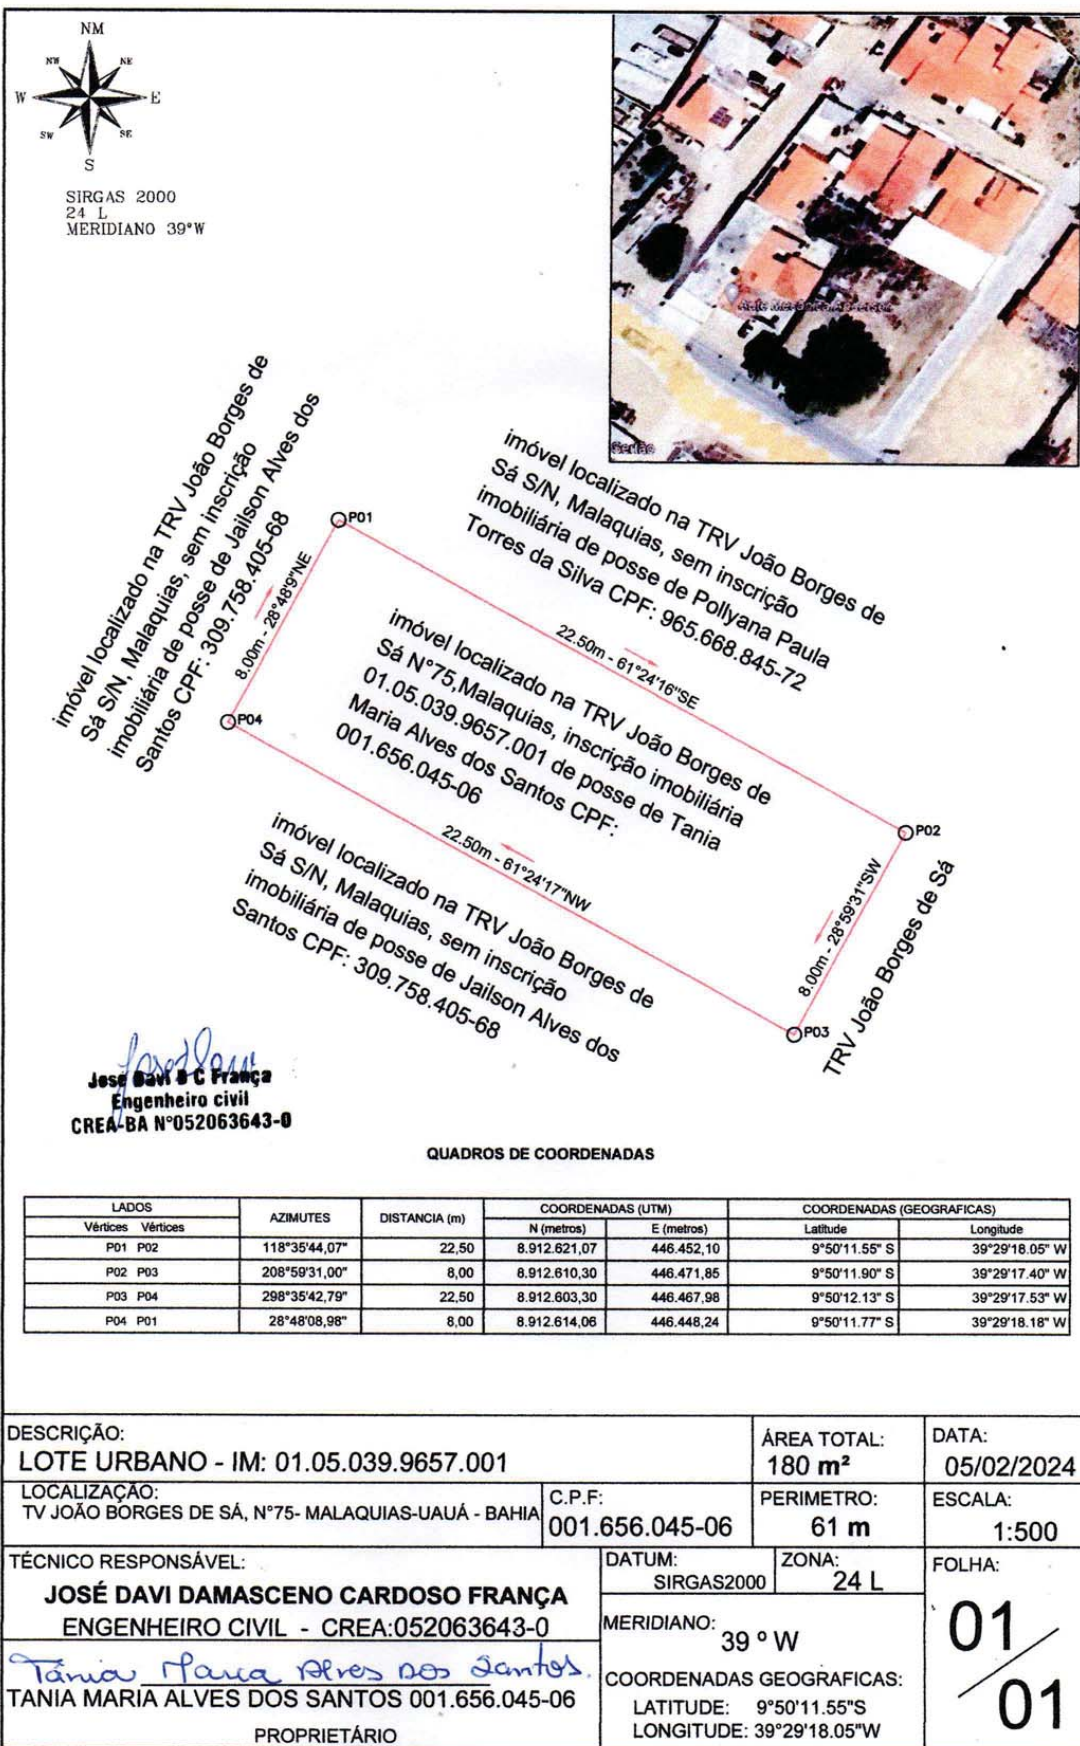 NM
NW NE
W E
SW SE
S
SIRGAS 2000
24 L
MERIDIANO 39°W
Sertão
imóvel localizado na TRV João Borges de
Sá S/N, Malaquias, sem inscrição
imobiliária de posse de Jailson Alves dos
Santos CPF: 309.758.405-68
imóvel localizado na TRV João Borges de
Sá S/N, Malaquias, sem inscrição
imobiliária de posse de Pollyana Paula
Torres da Silva CPF: 965.668.845-72
P01
8.00m - 28°48'9"NE
22.50m - 61°24'16"SE
P04
imóvel localizado na TRV João Borges de
Sá N°75,Malaquias, inscrição imobiliária
01.05.039.9657.001 de posse de Tania
Maria Alves dos Santos CPF:
001.656.045-06
P02
22.50m - 61°24'17"NW
8.00m - 28°59'31"SW
imóvel localizado na TRV João Borges de
Sá S/N, Malaquias, sem inscrição
imobiliária de posse de Jailson Alves dos
Santos CPF: 309.758.405-68
P03
TRV João Borges de Sá
José Davi D C França
Engenheiro civil
CREA-BA N°052063643-0
QUADROS DE COORDENADAS
LADOS AZIMUTES DISTANCIA (m) COORDENADAS (UTM) COORDENADAS (GEOGRAFICAS)
Vértices Vértices N (metros) E (metros) Latitude Longitude
P01 P02 118°35'44,07" 22,50 8.912.621,07 446.452,10 9°50'11.55" S 39°29'18.05" W
P02 P03 208°59'31,00" 8,00 8.912.610,30 446.471,85 9°50'11.90" S 39°29'17.40" W
P03 P04 298°35'42,79" 22,50 8.912.603,30 446.467,98 9°50'12.13" S 39°29'17.53" W
P04 P01 28°48'08,98" 8,00 8.912.614,06 446.448,24 9°50'11.77" S 39°29'18.18" W
DESCRIÇÃO:
LOTE URBANO - IM: 01.05.039.9657.001
ÁREA TOTAL:
180 m²
DATA:
05/02/2024
LOCALIZAÇÃO:
TV JOÃO BORGES DE SÁ, N°75- MALAQUIAS-UAUÁ - BAHIA
C.P.F:
001.656.045-06
PERIMETRO:
61 m
ESCALA:
1:500
TÉCNICO RESPONSÁVEL:
JOSÉ DAVI DAMASCENO CARDOSO FRANÇA
ENGENHEIRO CIVIL - CREA:052063643-0
DATUM:
SIRGAS2000
ZONA:
24 L
FOLHA:
01/01
MERIDIANO:
39 º W
Tánia Maria Alves dos Santos.
TANIA MARIA ALVES DOS SANTOS 001.656.045-06
PROPRIETÁRIO
COORDENADAS GEOGRAFICAS:
LATITUDE: 9°50'11.55"S
LONGITUDE: 39°29'18.05"W